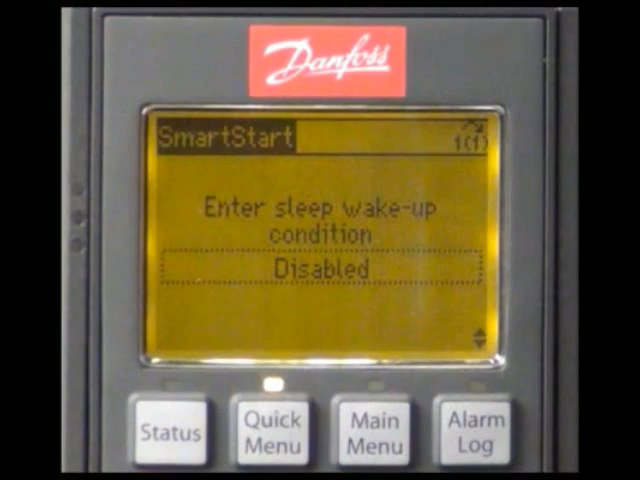 Danfoss
SmartStart
1(1)
Enter sleep wake-up
condition
Disabled
Status
Quick
Menu
Main
Menu
Alarm
Log